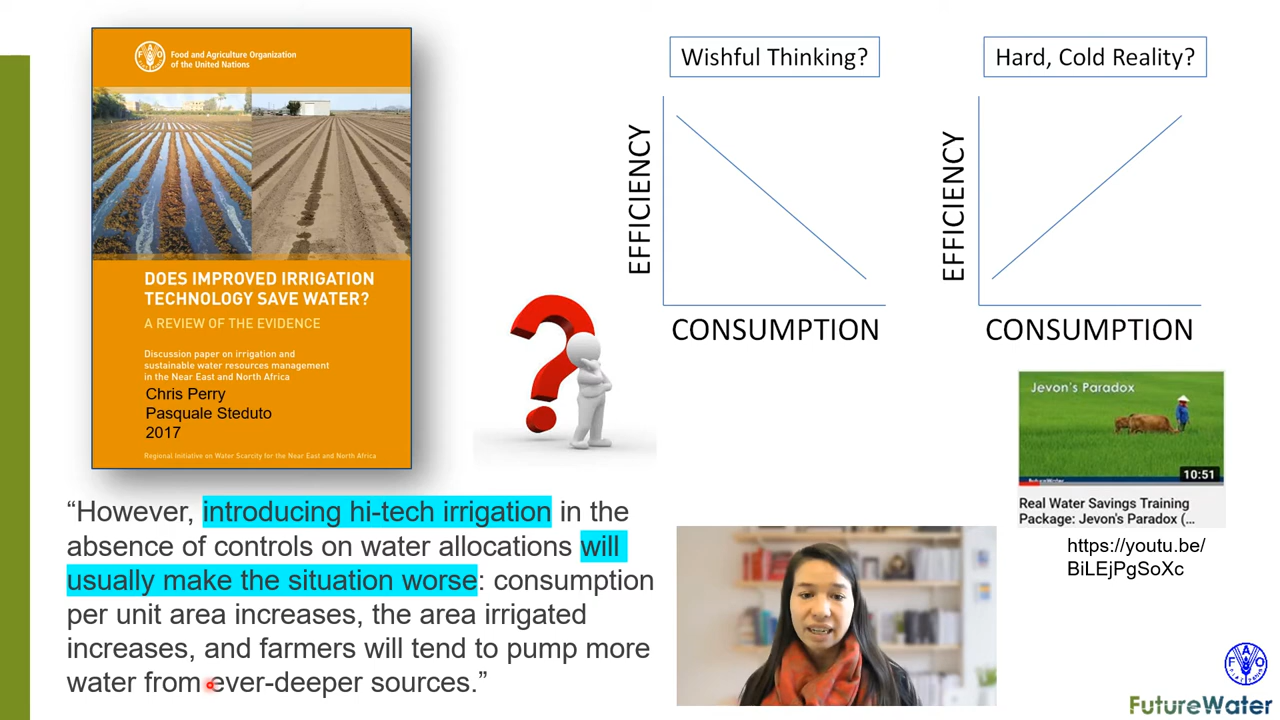 Food and Agriculture Organization
of the United Nations
DOES IMPROVED IRRIGATION
TECHNOLOGY SAVE WATER?
A REVIEW OF THE EVIDENCE
Discussion paper on irrigation and
sustainable water resources management
in the Near East and North Africa
Chris Perry
Pasquale Steduto
2017
Regional Initiative on Water Scarcity for the Near East and North Africa
“However, introducing hi-tech irrigation in the
absence of controls on water allocations will
usually make the situation worse: consumption
per unit area increases, the area irrigated
increases, and farmers will tend to pump more
water from ever-deeper sources.”
Wishful Thinking?
EFFICIENCY
CONSUMPTION
Hard, Cold Reality?
EFFICIENCY
CONSUMPTION
Jevon's Paradox
10:51
Real Water Savings Training
Package: Jevon's Paradox (...
https://youtu.be/
BiLEjPgSoXc
FutureWater